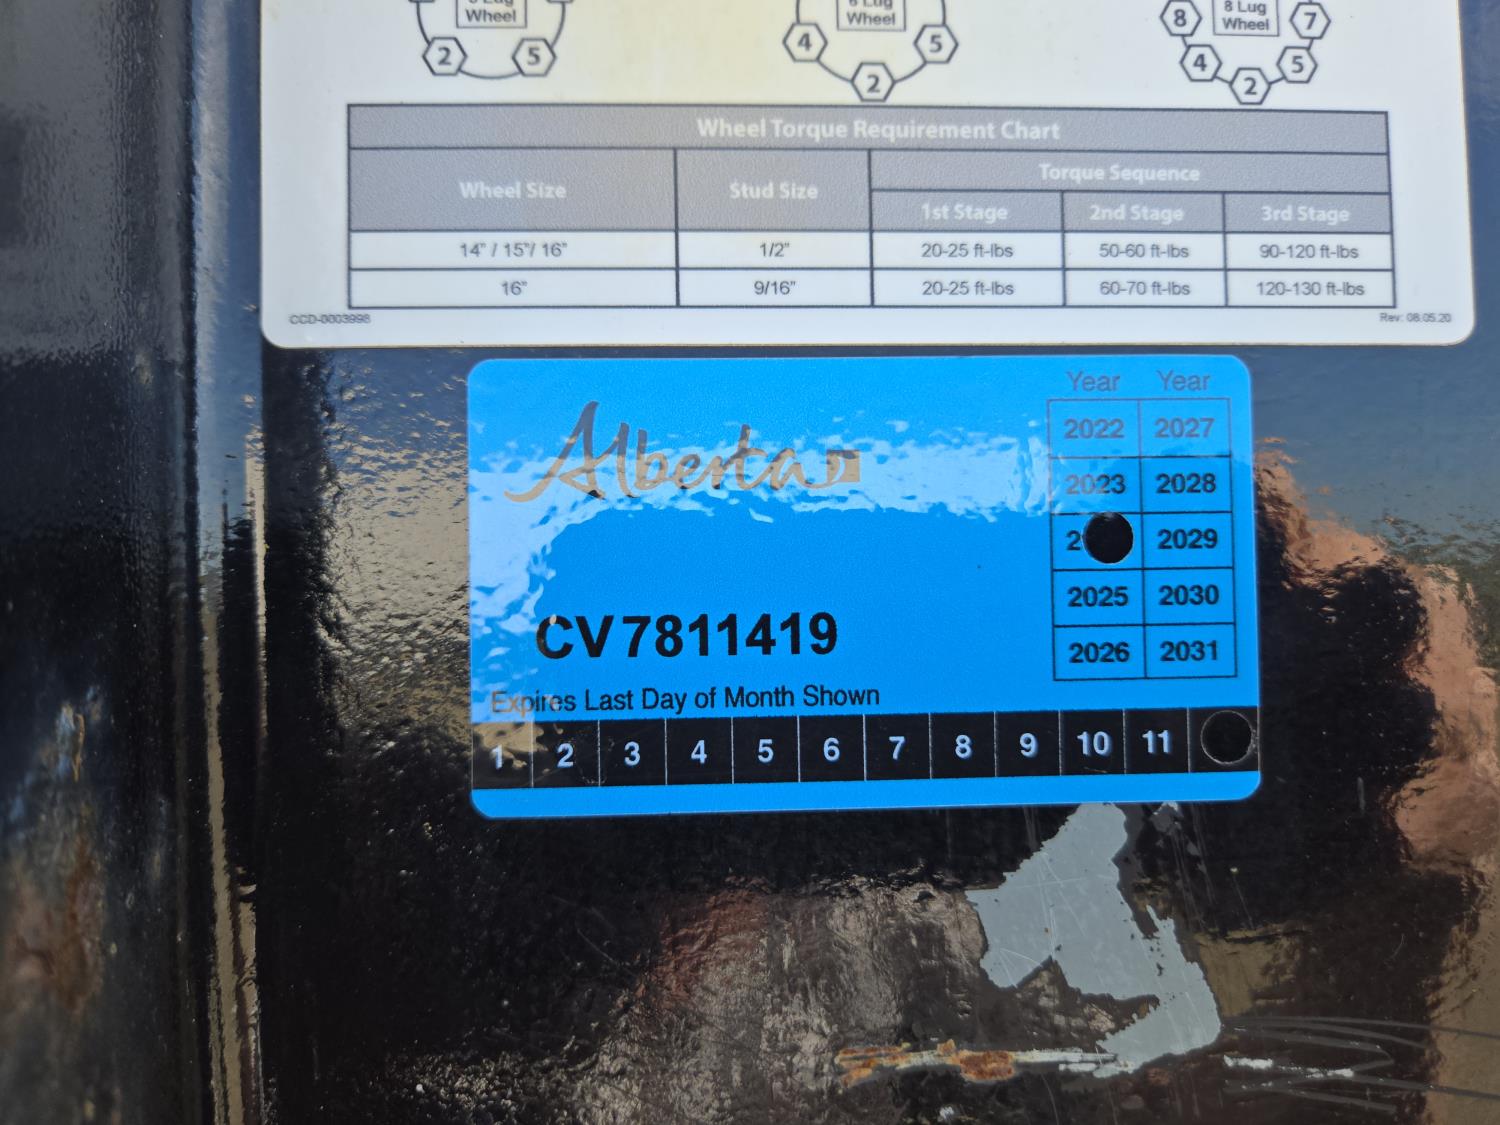 Wheel
2
5
6 Lug
Wheel
4
5
2
8 Lug
Wheel
8
7
4
5
2
Wheel Torque Requirement Chart
Wheel Size Stud Size Torque Sequence
1st Stage 2nd Stage 3rd Stage
14” / 15”/ 16” 1/2” 20-25 ft-lbs 50-60 ft-lbs 90-120 ft-lbs
16” 9/16” 20-25 ft-lbs 60-70 ft-lbs 120-130 ft-lbs
CCD-0003998 Rev: 08.05.20
Year Year
Alberta
2022 2027
2023 2028
2 2029
2025 2030
2026 2031
CV7811419
Expires Last Day of Month Shown
1 2 3 4 5 6 7 8 9 10 11